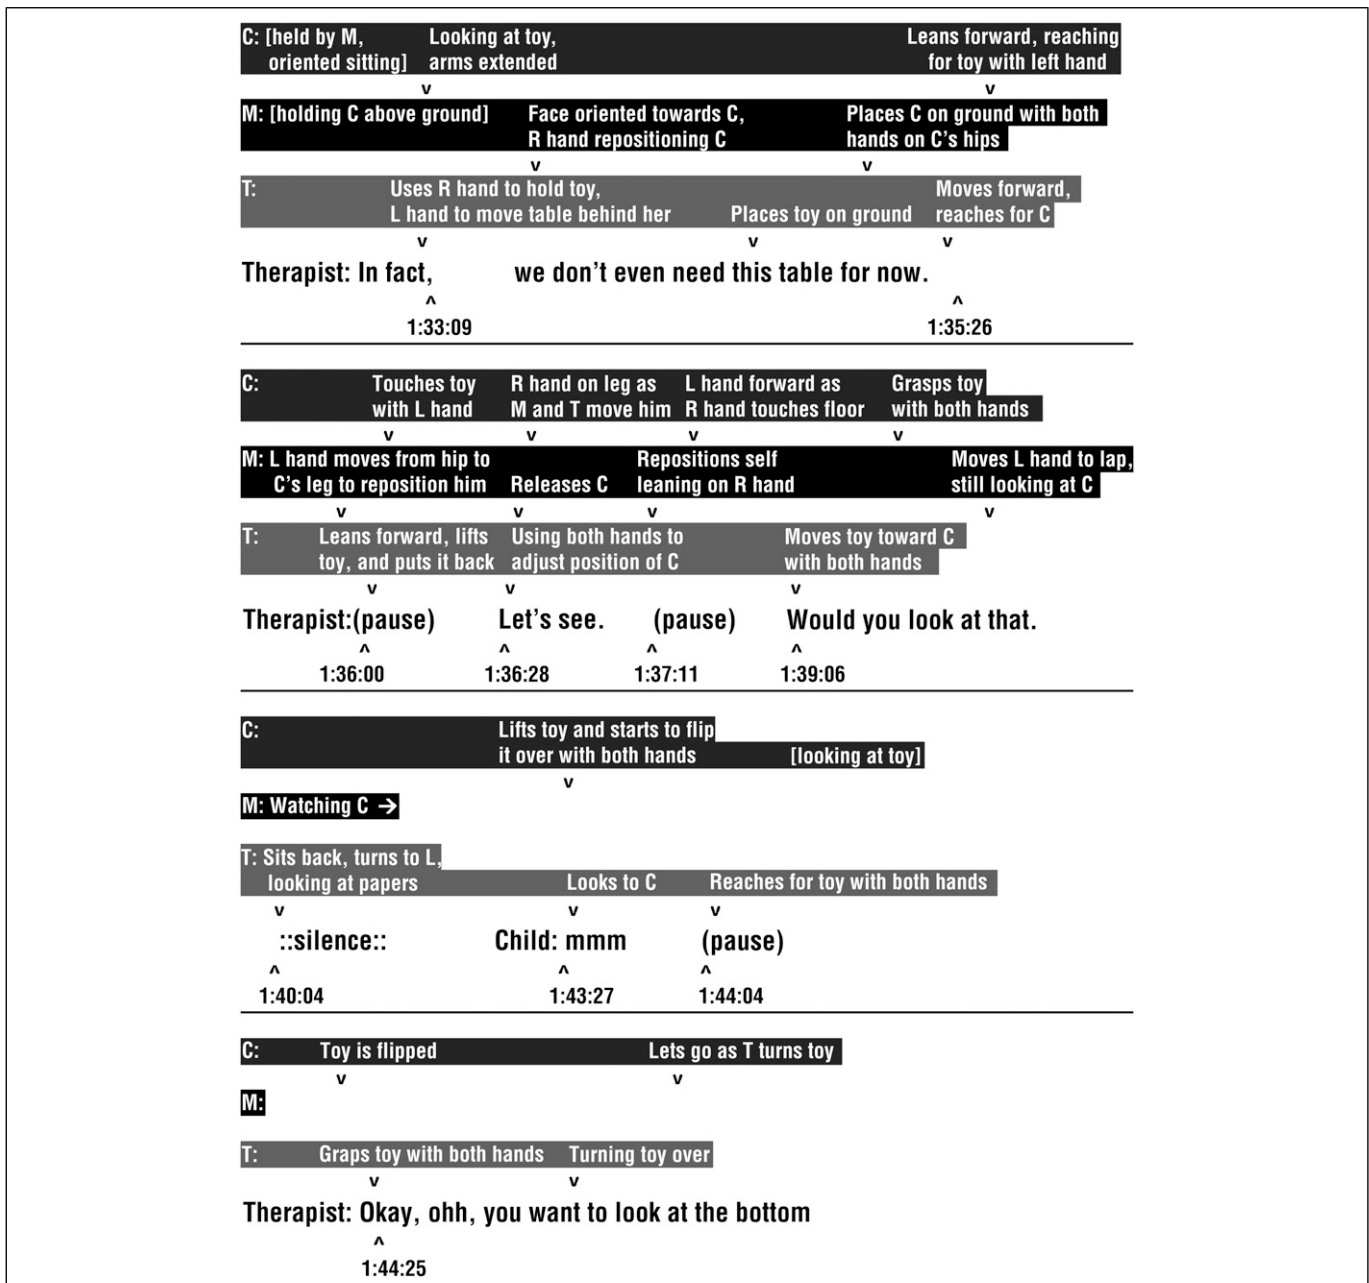 C: [held by M, Looking at toy, Leans forward, reaching
oriented sitting] arms extended for toy with left hand
v v
M: [holding C above ground] Face oriented towards C, Places C on ground with both
R hand repositioning C hands on C's hips
v v
T: Uses R hand to hold toy, Moves forward,
L hand to move table behind her Places toy on ground reaches for C
v v v
Therapist: In fact, we don't even need this table for now.
^ ^
1:33:09 1:35:26
C: Touches toy R hand on leg as L hand forward as Grasps toy
with L hand M and T move him R hand touches floor with both hands
v v v v
M: L hand moves from hip to Repositions self Moves L hand to lap,
C's leg to reposition him Releases C leaning on R hand still looking at C
v v v v
T: Leans forward, lifts Using both hands to Moves toy toward C
toy, and puts it back adjust position of C with both hands
v v v
Therapist:(pause) Let's see. (pause) Would you look at that.
^ ^ ^ ^
1:36:00 1:36:28 1:37:11 1:39:06
C: Lifts toy and starts to flip
it over with both hands [looking at toy]
v
M: Watching C →
T: Sits back, turns to L,
looking at papers Looks to C Reaches for toy with both hands
v v v
::silence:: Child: mmm (pause)
^ ^ ^
1:40:04 1:43:27 1:44:04
C: Toy is flipped Lets go as T turns toy
v v
M:
T: Graps toy with both hands Turning toy over
v v
Therapist: Okay, ohh, you want to look at the bottom
^
1:44:25